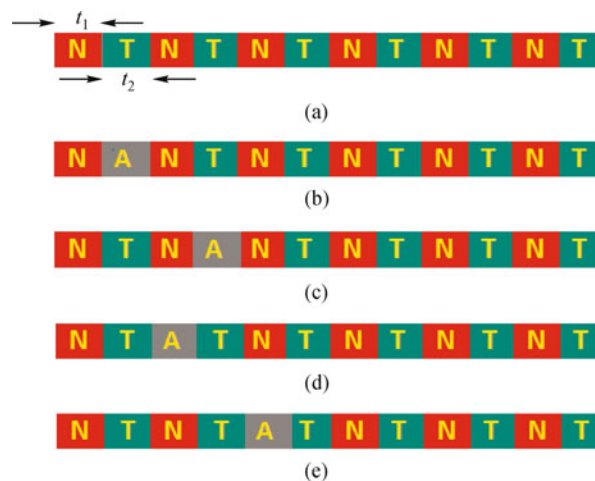 t₁
N T N T N T N T N T N T
t₂
(a)
N A N T N T N T N T N T
(b)
N T N A N T N T N T N T
(c)
N T A T N T N T N T N T
(d)
N T N T A T N T N T N T
(e)